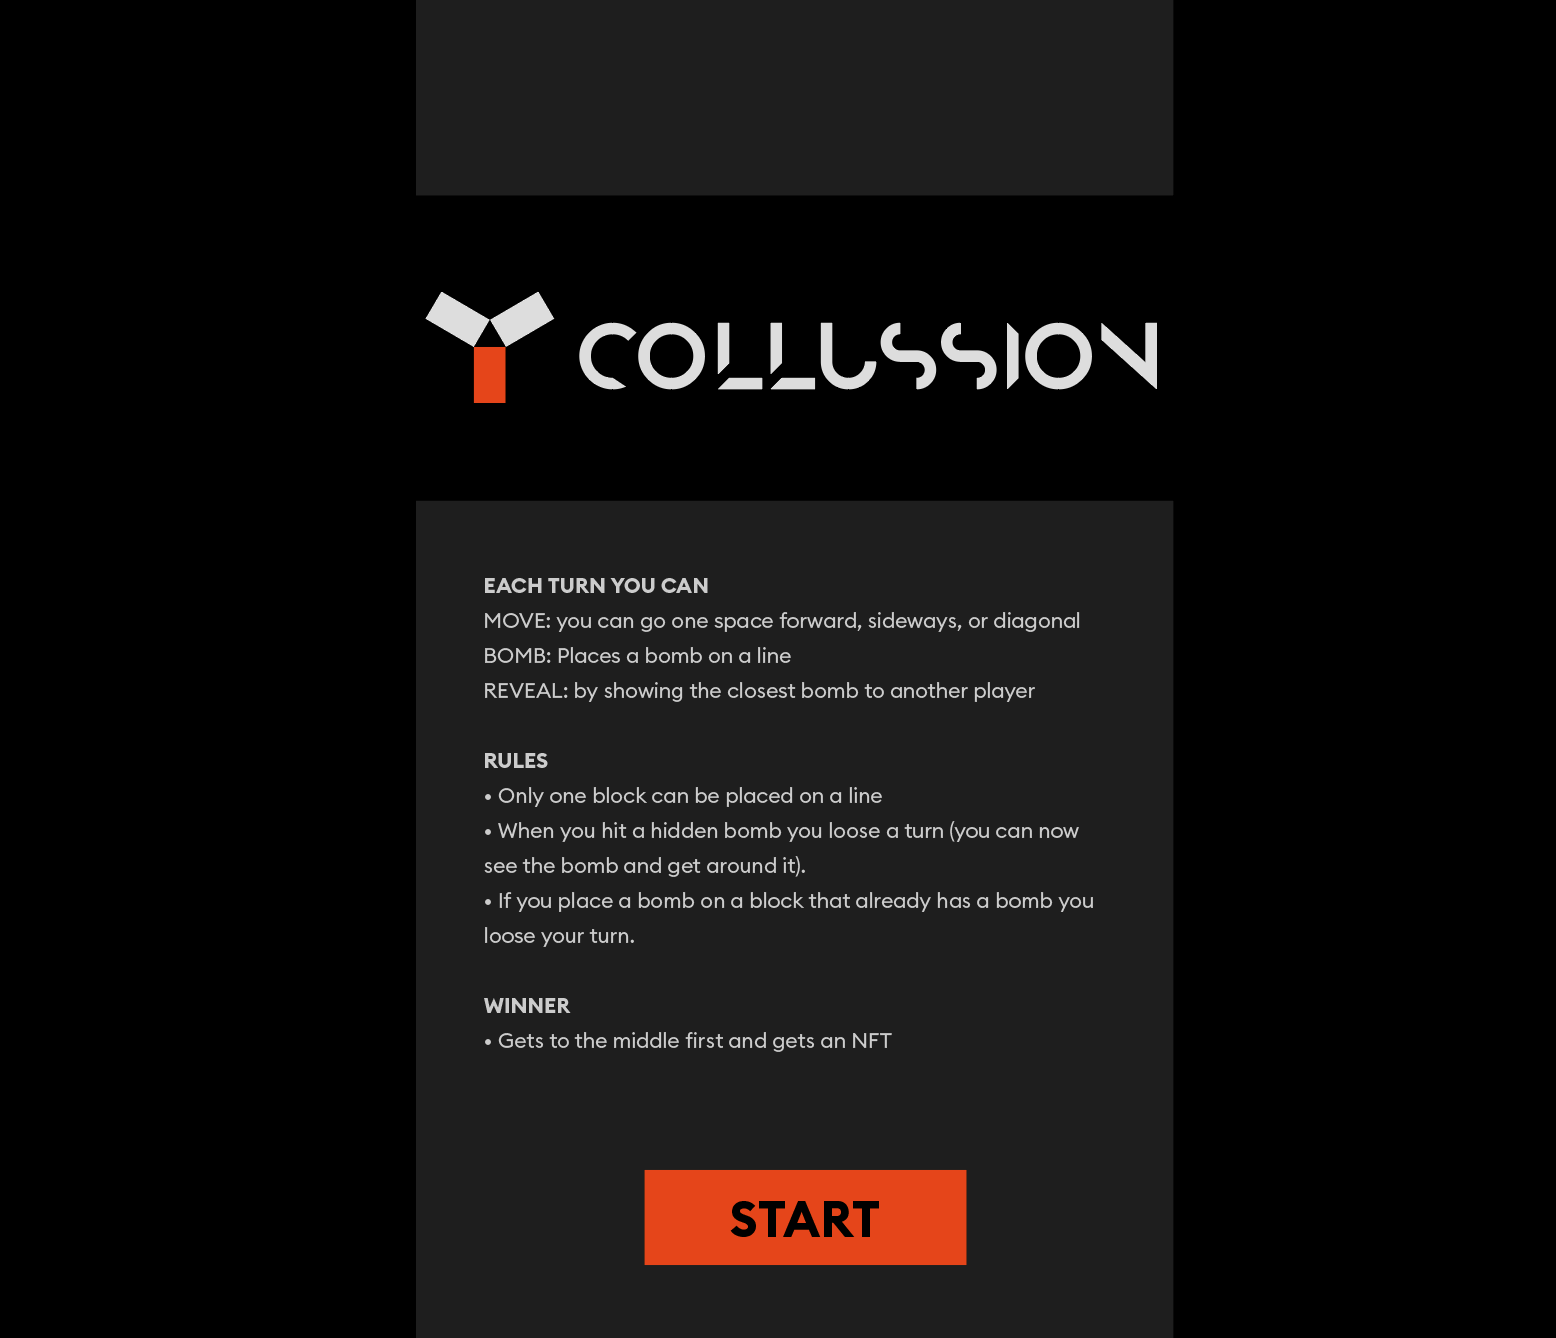 COLLUSSION
EACH TURN YOU CAN
MOVE: you can go one space forward, sideways, or diagonal
BOMB: Places a bomb on a line
REVEAL: by showing the closest bomb to another player
RULES
• Only one block can be placed on a line
• When you hit a hidden bomb you loose a turn (you can now
see the bomb and get around it).
• If you place a bomb on a block that already has a bomb you
loose your turn.
WINNER
• Gets to the middle first and gets an NFT
START